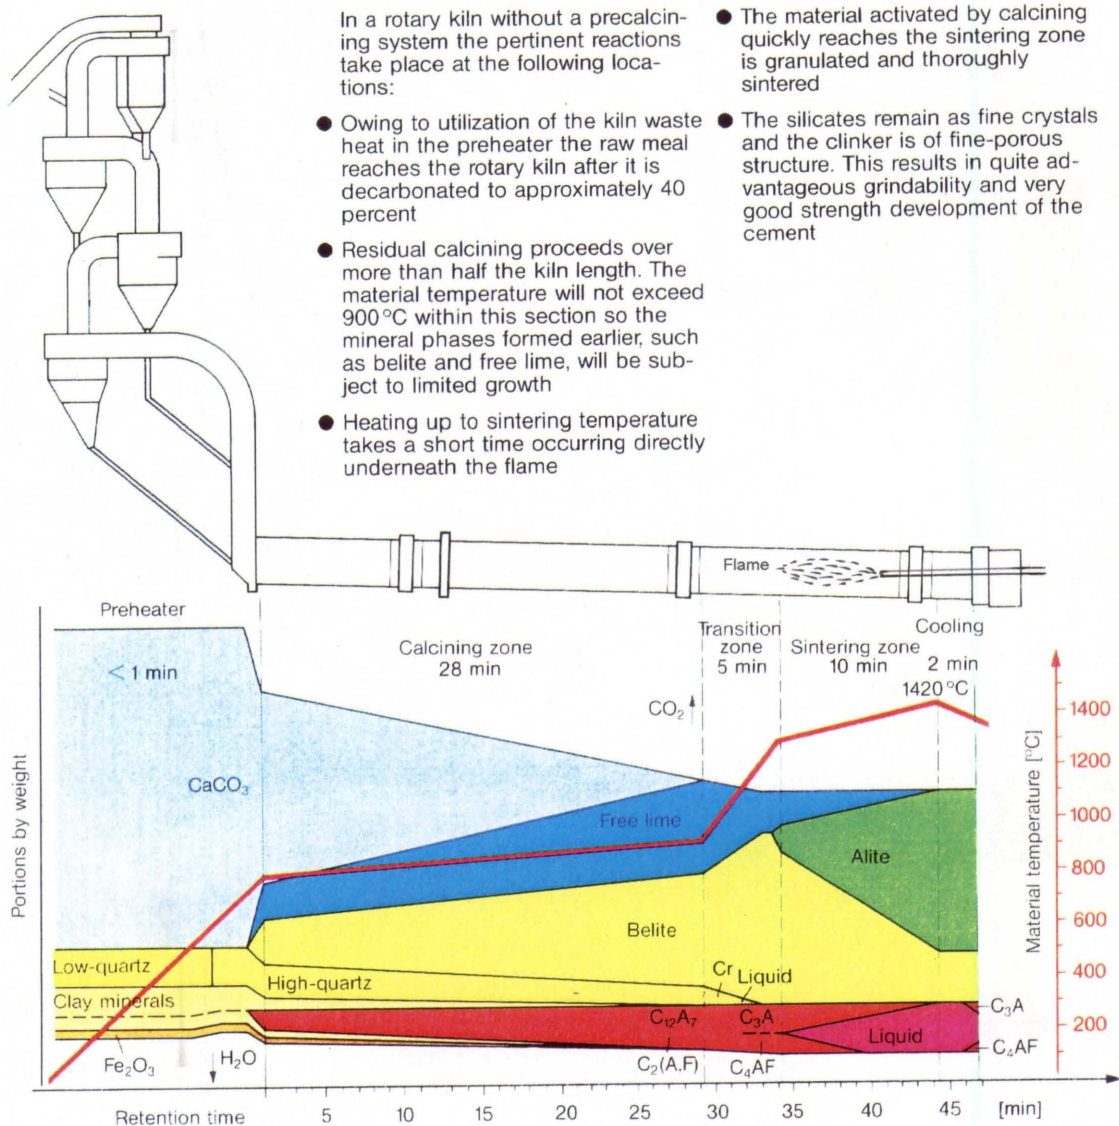 In a rotary kiln without a precalcin-
ing system the pertinent reactions
take place at the following loca-
tions:
● Owing to utilization of the kiln waste
heat in the preheater the raw meal
reaches the rotary kiln after it is
decarbonated to approximately 40
percent
● Residual calcining proceeds over
more than half the kiln length. The
material temperature will not exceed
900 °C within this section so the
mineral phases formed earlier, such
as belite and free lime, will be sub-
ject to limited growth
● Heating up to sintering temperature
takes a short time occurring directly
underneath the flame
● The material activated by calcining
quickly reaches the sintering zone
is granulated and thoroughly
sintered
● The silicates remain as fine crystals
and the clinker is of fine-porous
structure. This results in quite ad-
vantageous grindability and very
good strength development of the
cement
Flame
Preheater
< 1 min
Calcining zone
28 min
Transition
zone
5 min
Sintering zone
10 min
Cooling
2 min
1420 °C
CO₂
CaCO₃
Free lime
Alite
Belite
Low-quartz
High-quartz
Clay minerals
Cr
Liquid
C₁₂A₇
C₃A
Liquid
C₃A
C₄AF
Fe₂O₃
H₂O
C₂(A.F)
C₄AF
Portions by weight
Material temperature [°C]
1400
1200
1000
800
600
400
200
Retention time
5
10
15
20
25
30
35
40
45
[min]